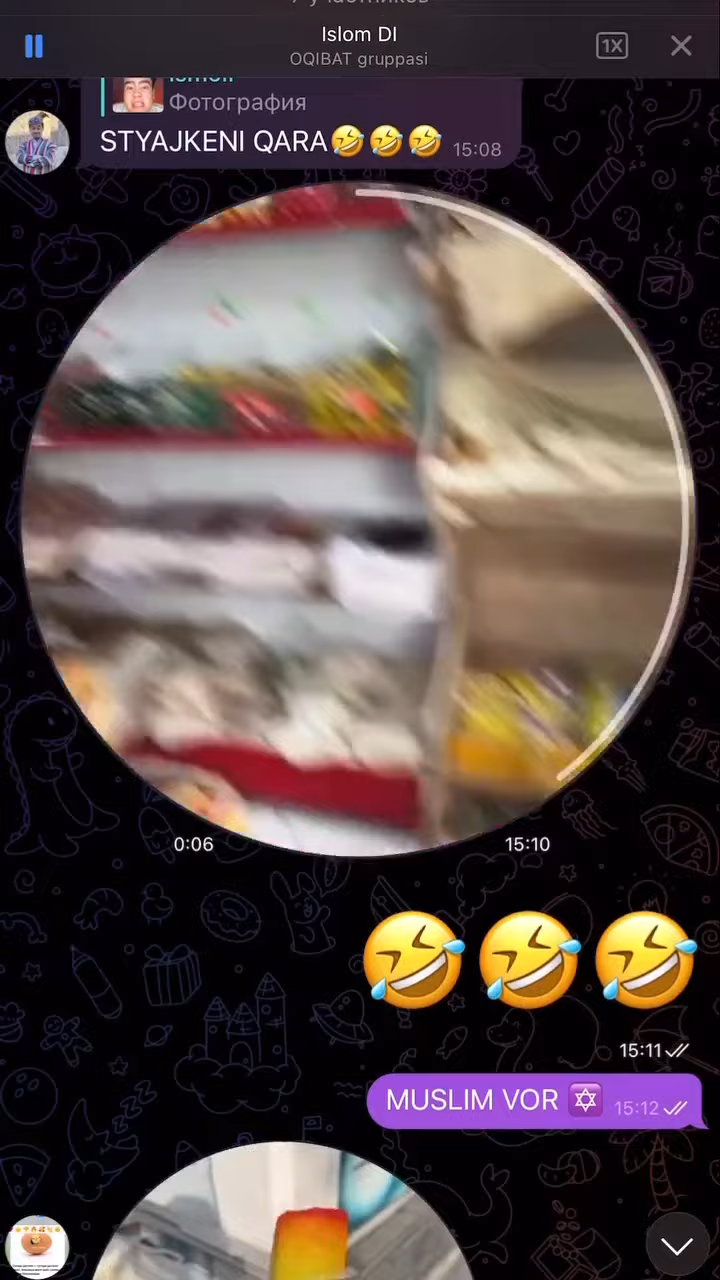 Islom DI
OQIBAT gruppasi
1X
Фотография
STYAJKENI QARA🤣🤣🤣 15:08
0:06 15:10
🤣🤣🤣
15:11
MUSLIM VOR 🔯 15:12